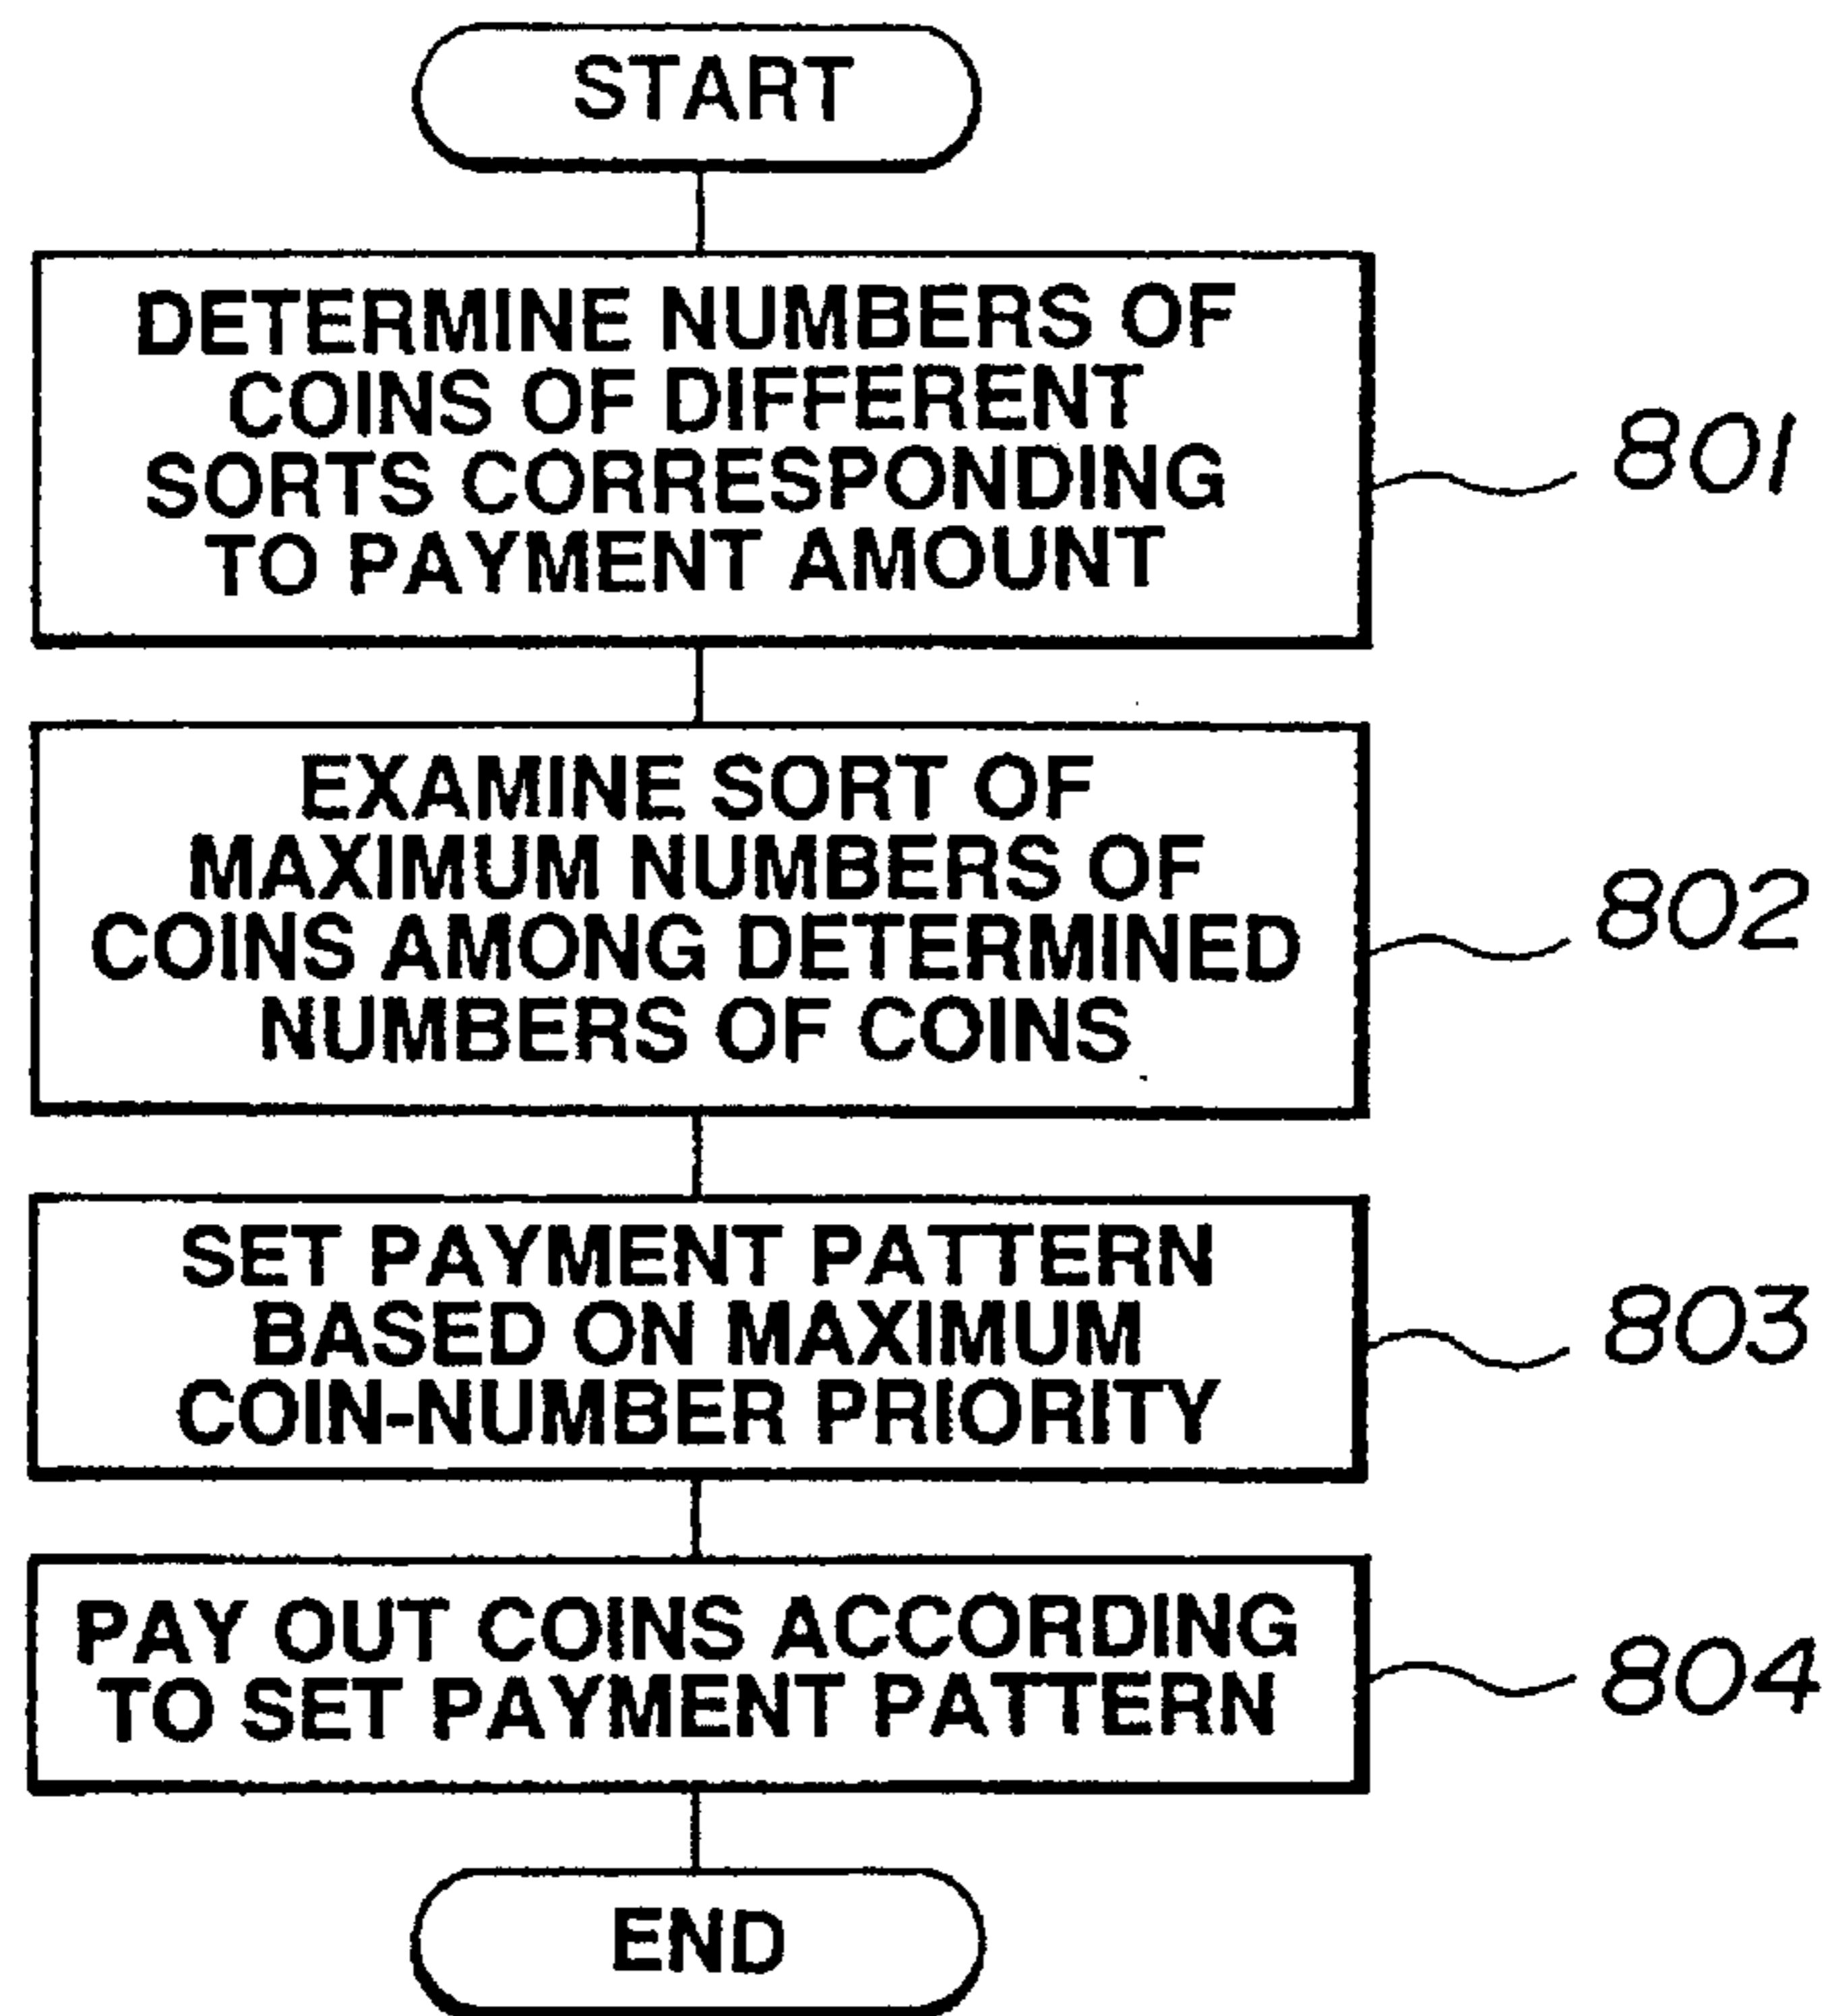 START
DETERMINE NUMBERS OF
COINS OF DIFFERENT
SORTS CORRESPONDING
TO PAYMENT AMOUNT
801
EXAMINE SORT OF
MAXIMUM NUMBERS OF
COINS AMONG DETERMINED
NUMBERS OF COINS
802
SET PAYMENT PATTERN
BASED ON MAXIMUM
COIN-NUMBER PRIORITY
803
PAY OUT COINS ACCORDING
TO SET PAYMENT PATTERN
804
END